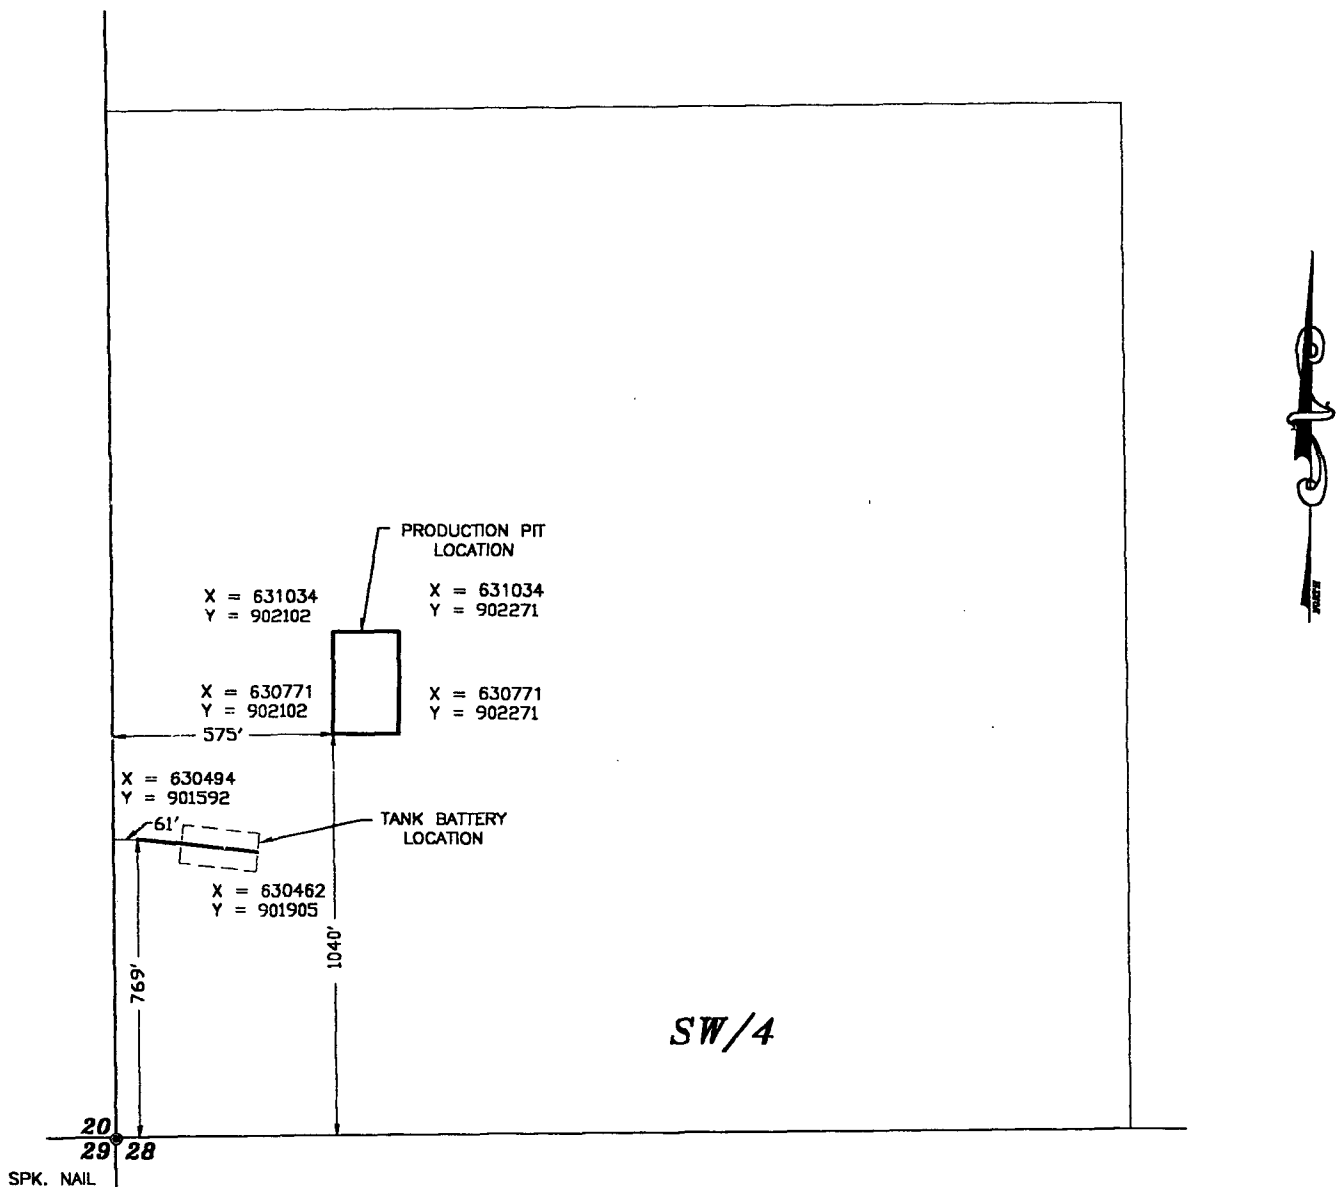 PRODUCTION PIT
LOCATION
X = 631034
Y = 902102
X = 631034
Y = 902271
X = 630771
Y = 902102
X = 630771
Y = 902271
575'
X = 630494
Y = 901592
61'
TANK BATTERY
LOCATION
X = 630462
Y = 901905
1040'
769'
SW/4
20
29 28
SPK. NAIL
NORTH